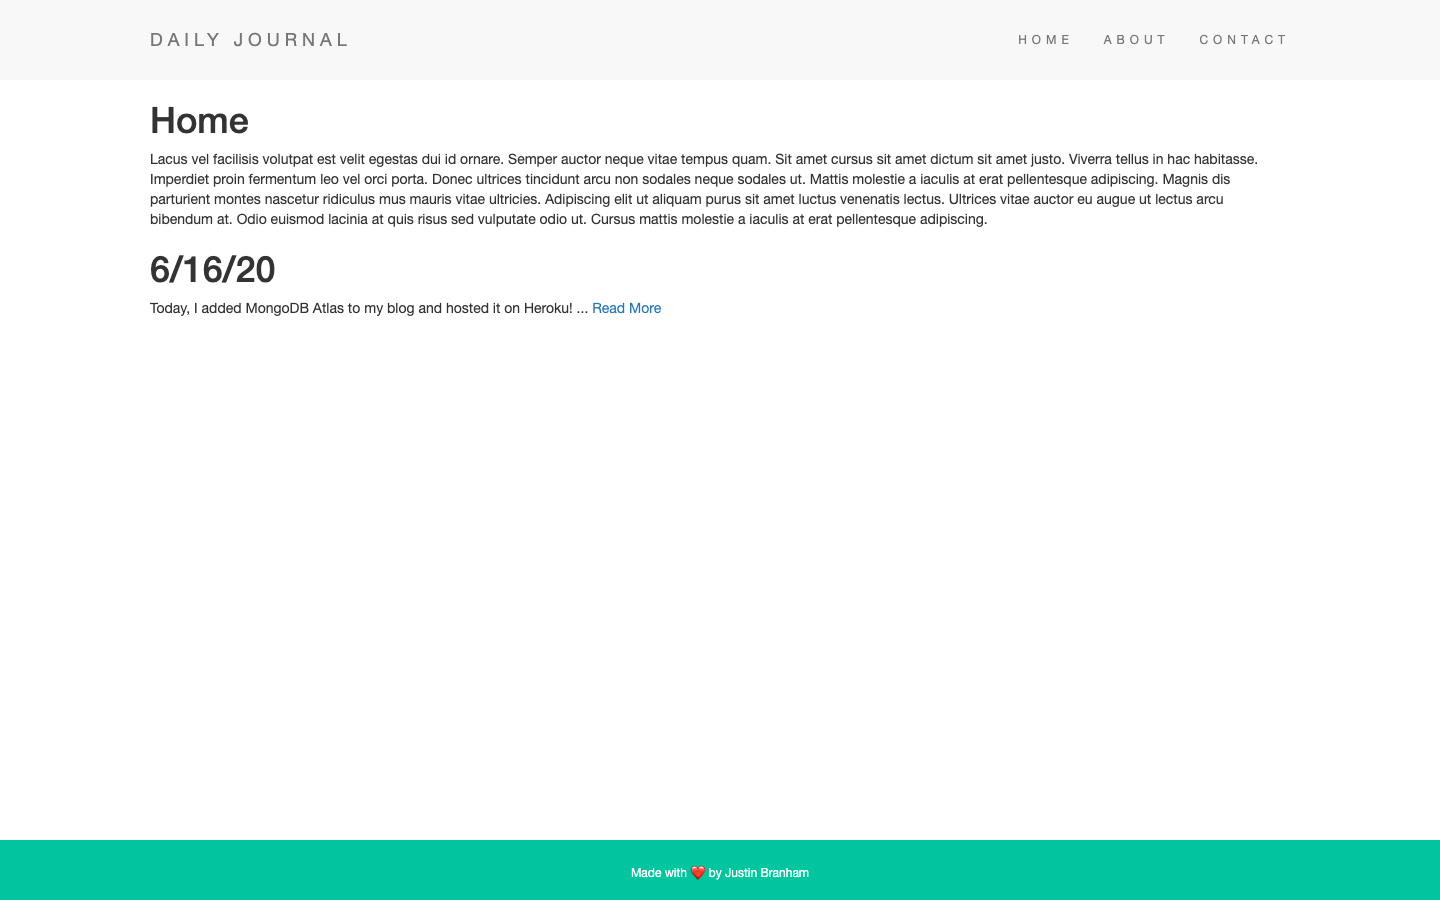 DAILY JOURNAL
HOME ABOUT CONTACT
Home
Lacus vel facilisis volutpat est velit egestas dui id ornare. Semper auctor neque vitae tempus quam. Sit amet cursus sit amet dictum sit amet justo. Viverra tellus in hac habitasse.
Imperdiet proin fermentum leo vel orci porta. Donec ultrices tincidunt arcu non sodales neque sodales ut. Mattis molestie a iaculis at erat pellentesque adipiscing. Magnis dis
parturient montes nascetur ridiculus mus mauris vitae ultricies. Adipiscing elit ut aliquam purus sit amet luctus venenatis lectus. Ultrices vitae auctor eu augue ut lectus arcu
bibendum at. Odio euismod lacinia at quis risus sed vulputate odio ut. Cursus mattis molestie a iaculis at erat pellentesque adipiscing.
6/16/20
Today, I added MongoDB Atlas to my blog and hosted it on Heroku! ... Read More
Made with ❤️ by Justin Branham